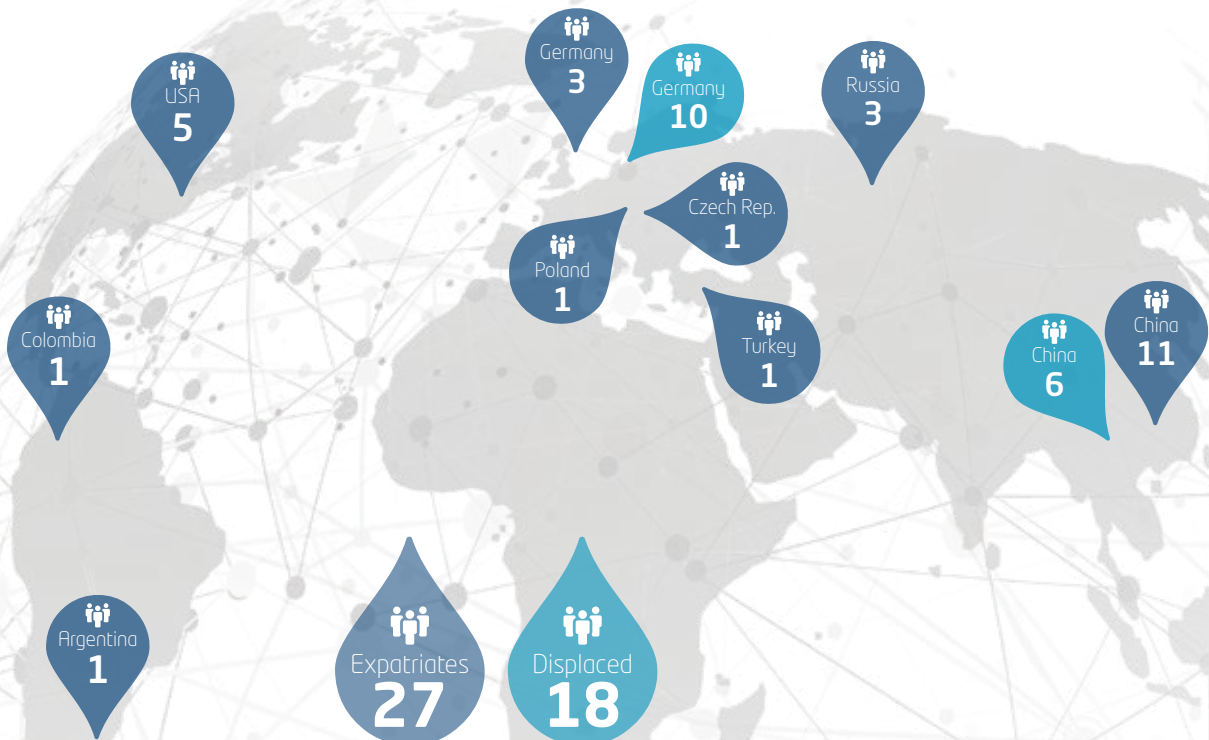 Germany
3
USA
5
Germany
10
Russia
3
Czech Rep.
1
Poland
1
Colombia
1
Turkey
1
China
6
China
11
Argentina
1
Expatriates
27
Displaced
18